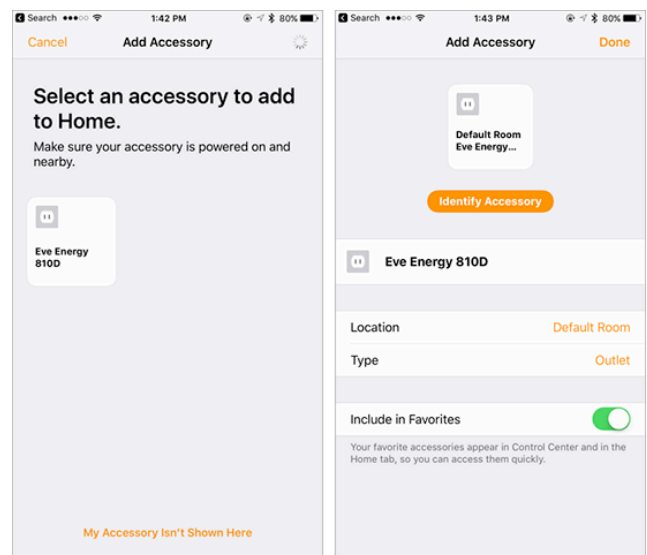 Search 1:42 PM 80%
Cancel Add Accessory
Select an accessory to add
to Home.
Make sure your accessory is powered on and
nearby.
Eve Energy
810D
My Accessory Isn't Shown Here
Search 1:43 PM 80%
Add Accessory Done
Default Room
Eve Energy...
Identify Accessory
Eve Energy 810D
Location Default Room
Type Outlet
Include in Favorites
Your favorite accessories appear in Control Center and in the
Home tab, so you can access them quickly.